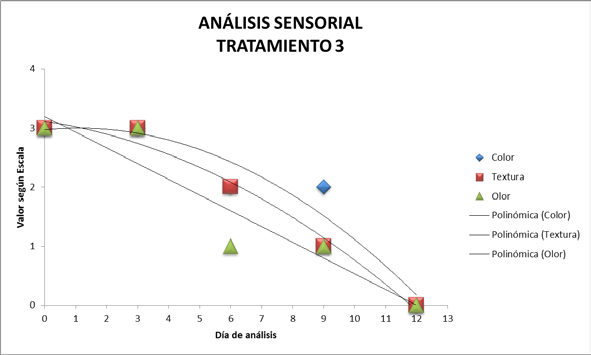 ANÁLISIS SENSORIAL
TRATAMIENTO 3
4
3
2
1
0
Valor según Escala
0 1 2 3 4 5 6 7 8 9 10 11 12 13
Día de análisis
Color
Textura
Olor
Polinómica (Color)
Polinómica (Textura)
Polinómica (Olor)